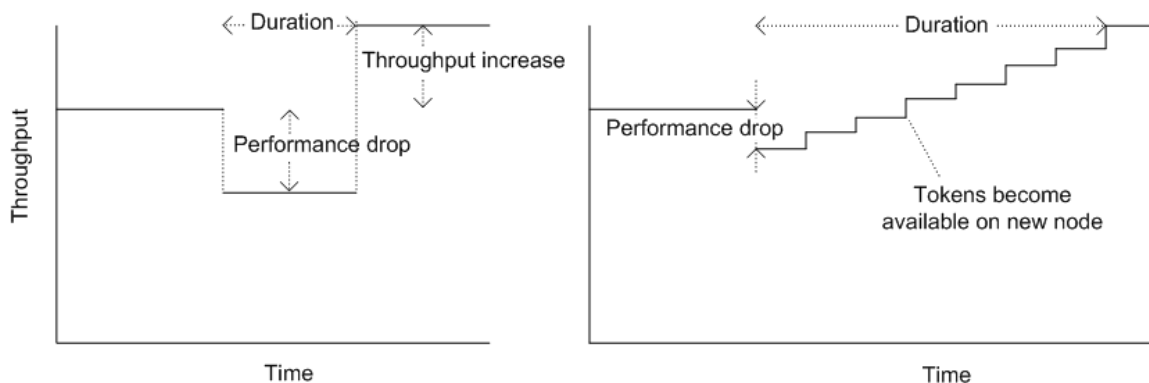 Duration
Throughput increase
Performance drop
Throughput
Time
Duration
Performance drop
Tokens become
available on new node
Time